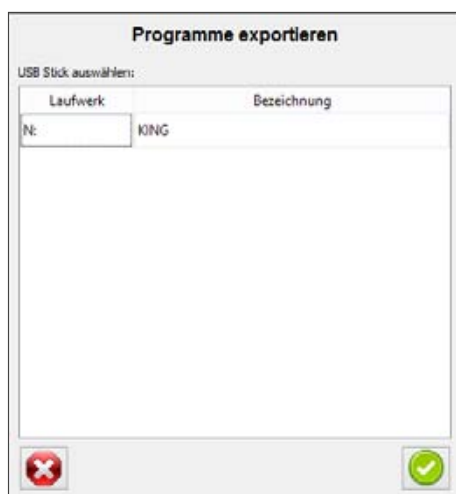 Programme exportieren
USB Stick auswählen:
Laufwerk Bezeichnung
N: KING